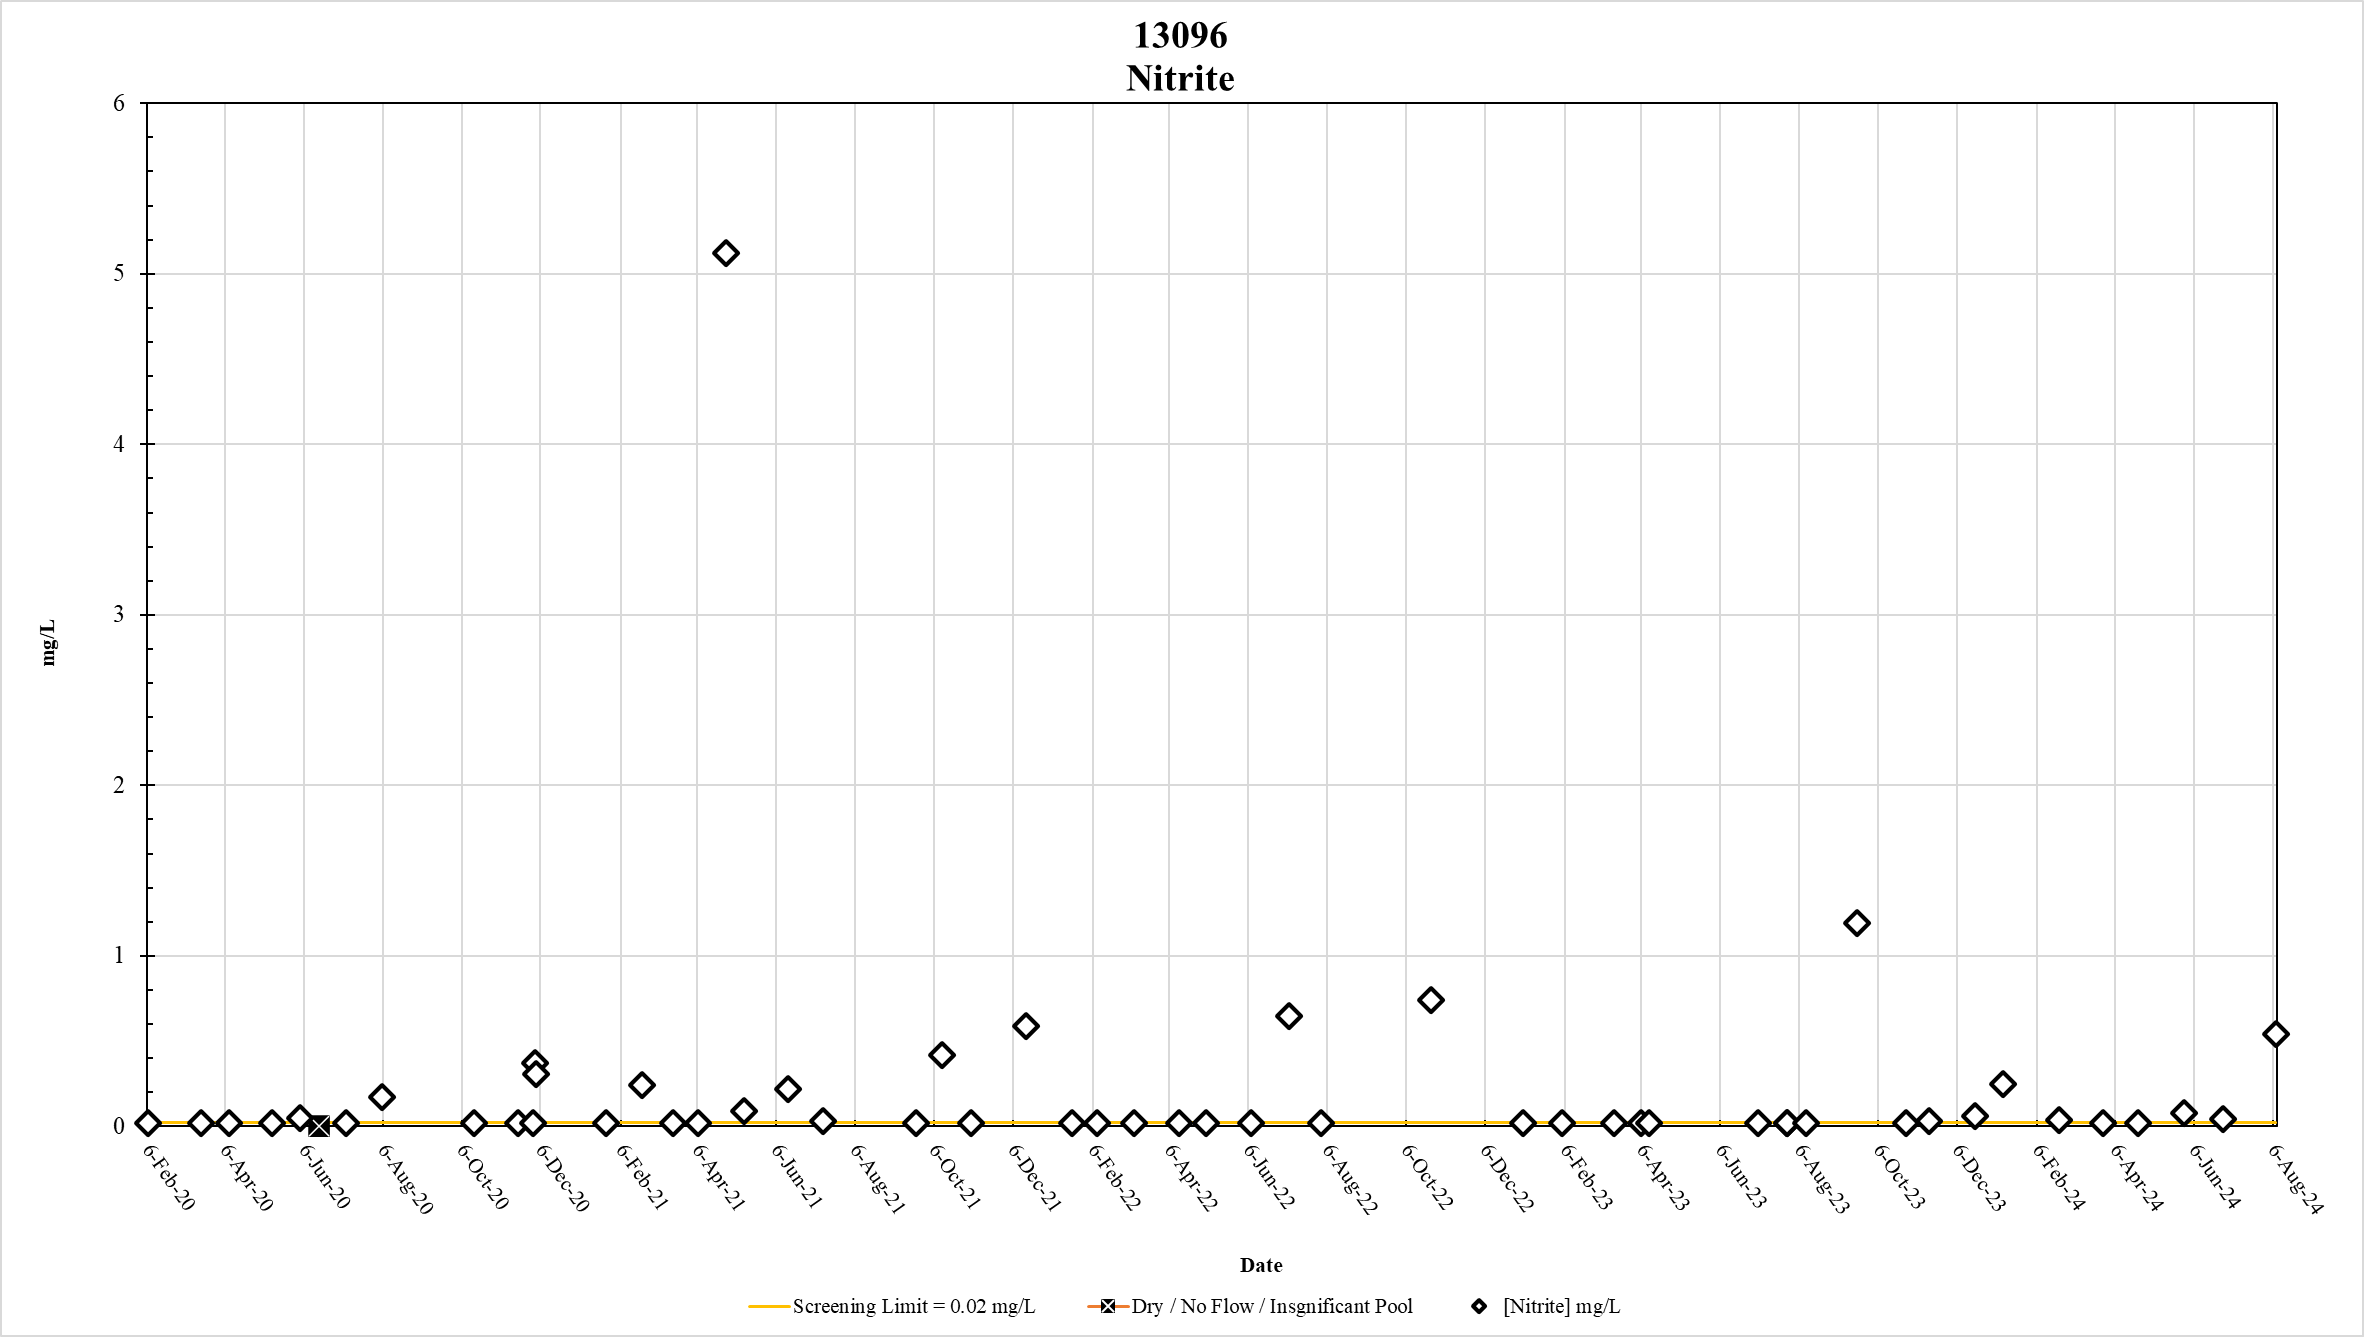 13096
Nitrite
6
5
4
3
2
1
0
mg/L
6-Feb-20
6-Apr-20
6-Jun-20
6-Aug-20
6-Oct-20
6-Dec-20
6-Feb-21
6-Apr-21
6-Jun-21
6-Aug-21
6-Oct-21
6-Dec-21
6-Feb-22
6-Apr-22
6-Jun-22
6-Aug-22
6-Oct-22
6-Dec-22
6-Feb-23
6-Apr-23
6-Jun-23
6-Aug-23
6-Oct-23
6-Dec-23
6-Feb-24
6-Apr-24
6-Jun-24
6-Aug-24
Date
Screening Limit = 0.02 mg/L
Dry / No Flow / Insgnificant Pool
[Nitrite] mg/L